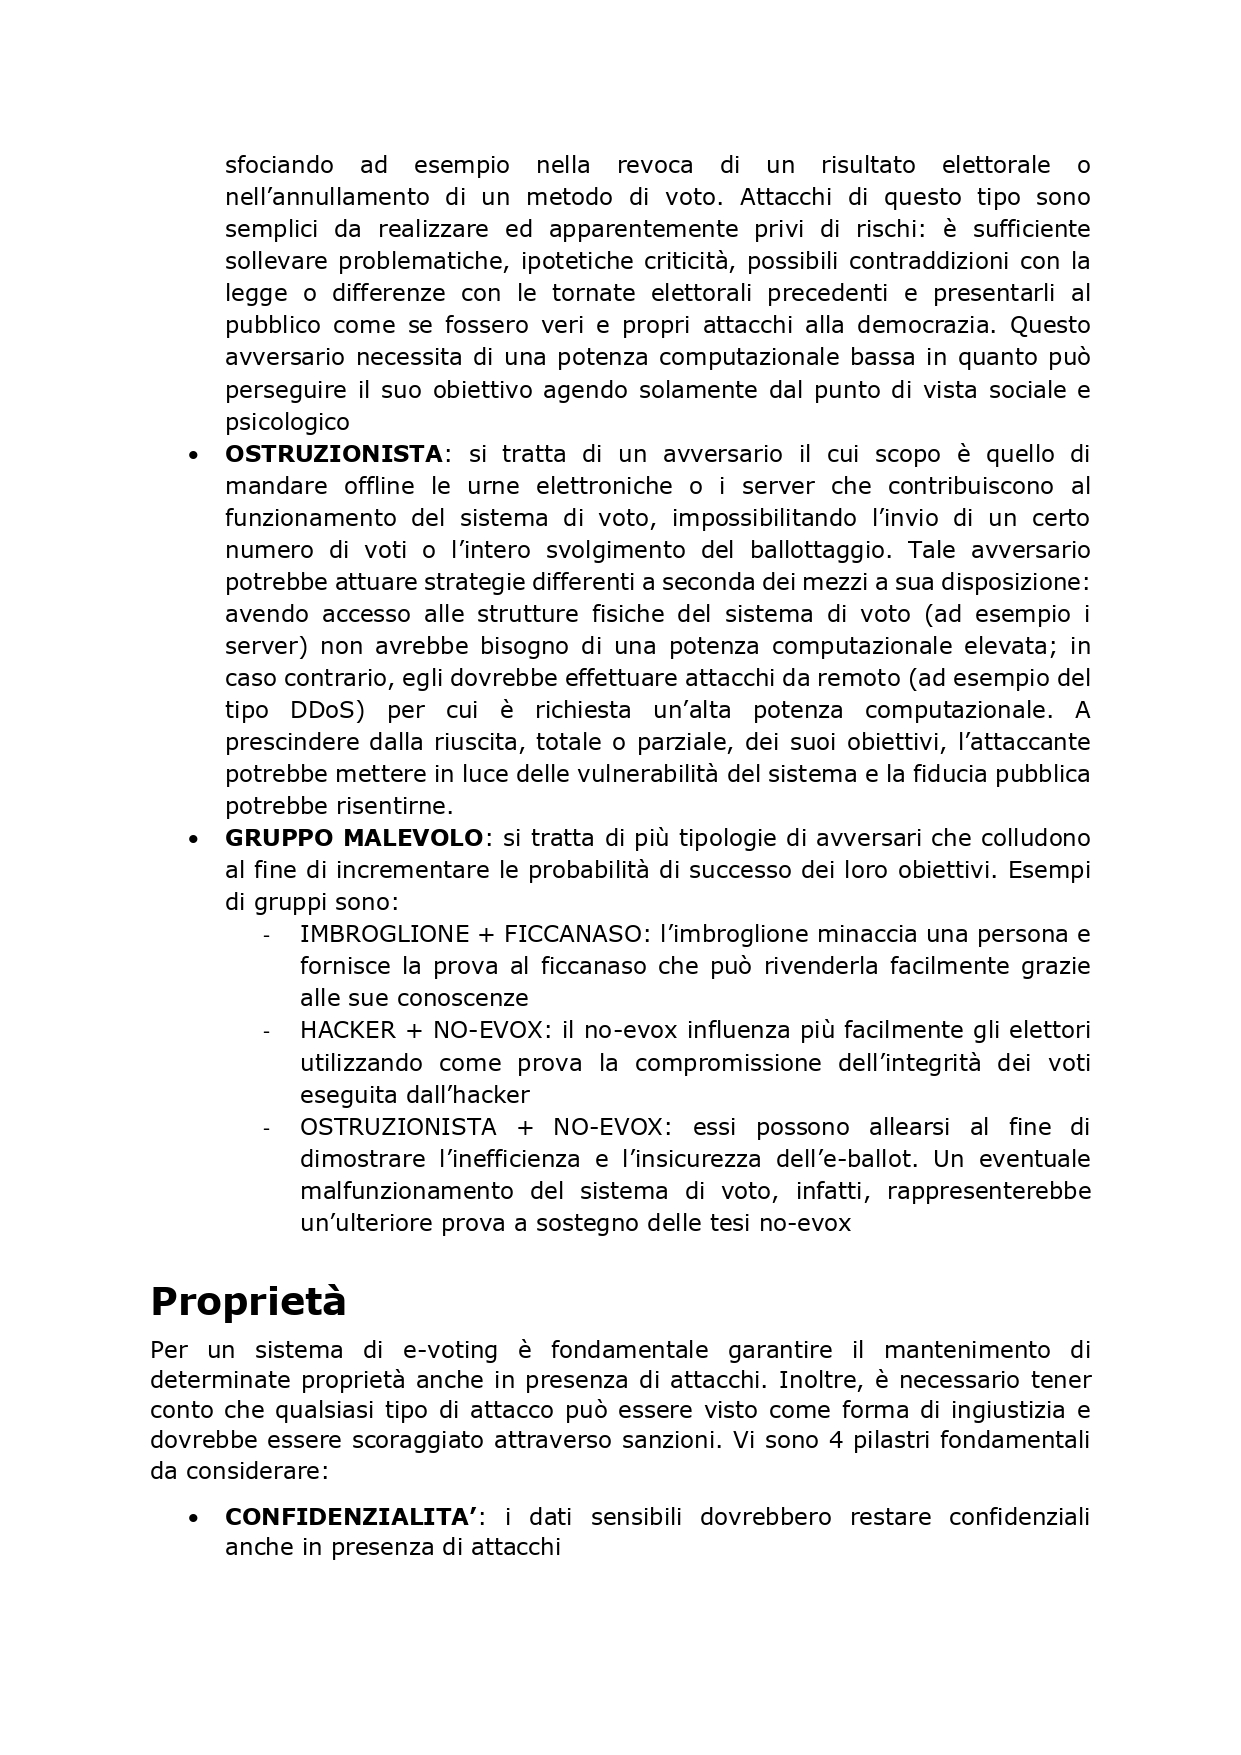 sfociando ad esempio nella revoca di un risultato elettorale o
nell’annullamento di un metodo di voto. Attacchi di questo tipo sono
semplici da realizzare ed apparentemente privi di rischi: è sufficiente
sollevare problematiche, ipotetiche criticità, possibili contraddizioni con la
legge o differenze con le tornate elettorali precedenti e presentarli al
pubblico come se fossero veri e propri attacchi alla democrazia. Questo
avversario necessita di una potenza computazionale bassa in quanto può
perseguire il suo obiettivo agendo solamente dal punto di vista sociale e
psicologico
• OSTRUZIONISTA: si tratta di un avversario il cui scopo è quello di
mandare offline le urne elettroniche o i server che contribuiscono al
funzionamento del sistema di voto, impossibilitando l’invio di un certo
numero di voti o l’intero svolgimento del ballottaggio. Tale avversario
potrebbe attuare strategie differenti a seconda dei mezzi a sua disposizione:
avendo accesso alle strutture fisiche del sistema di voto (ad esempio i
server) non avrebbe bisogno di una potenza computazionale elevata; in
caso contrario, egli dovrebbe effettuare attacchi da remoto (ad esempio del
tipo DDoS) per cui è richiesta un’alta potenza computazionale. A
prescindere dalla riuscita, totale o parziale, dei suoi obiettivi, l’attaccante
potrebbe mettere in luce delle vulnerabilità del sistema e la fiducia pubblica
potrebbe risentirne.
• GRUPPO MALEVOLO: si tratta di più tipologie di avversari che colludono
al fine di incrementare le probabilità di successo dei loro obiettivi. Esempi
di gruppi sono:
- IMBROGLIONE + FICCANASO: l’imbroglione minaccia una persona e
fornisce la prova al ficcanaso che può rivenderla facilmente grazie
alle sue conoscenze
- HACKER + NO-EVOX: il no-evox influenza più facilmente gli elettori
utilizzando come prova la compromissione dell’integrità dei voti
eseguita dall’hacker
- OSTRUZIONISTA + NO-EVOX: essi possono allearsi al fine di
dimostrare l’inefficienza e l’insicurezza dell’e-ballot. Un eventuale
malfunzionamento del sistema di voto, infatti, rappresenterebbe
un’ulteriore prova a sostegno delle tesi no-evox
Proprietà
Per un sistema di e-voting è fondamentale garantire il mantenimento di
determinate proprietà anche in presenza di attacchi. Inoltre, è necessario tener
conto che qualsiasi tipo di attacco può essere visto come forma di ingiustizia e
dovrebbe essere scoraggiato attraverso sanzioni. Vi sono 4 pilastri fondamentali
da considerare:
• CONFIDENZIALITA’: i dati sensibili dovrebbero restare confidenziali
anche in presenza di attacchi